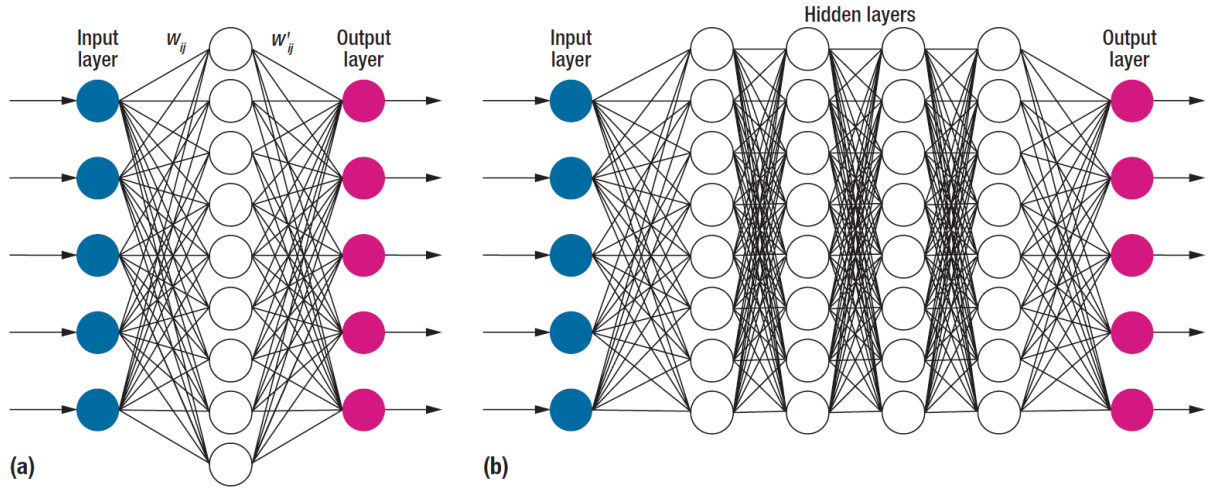 Input
layer
W_ij
W'_ij
Output
layer
(a)
Hidden layers
Input
layer
Output
layer
(b)